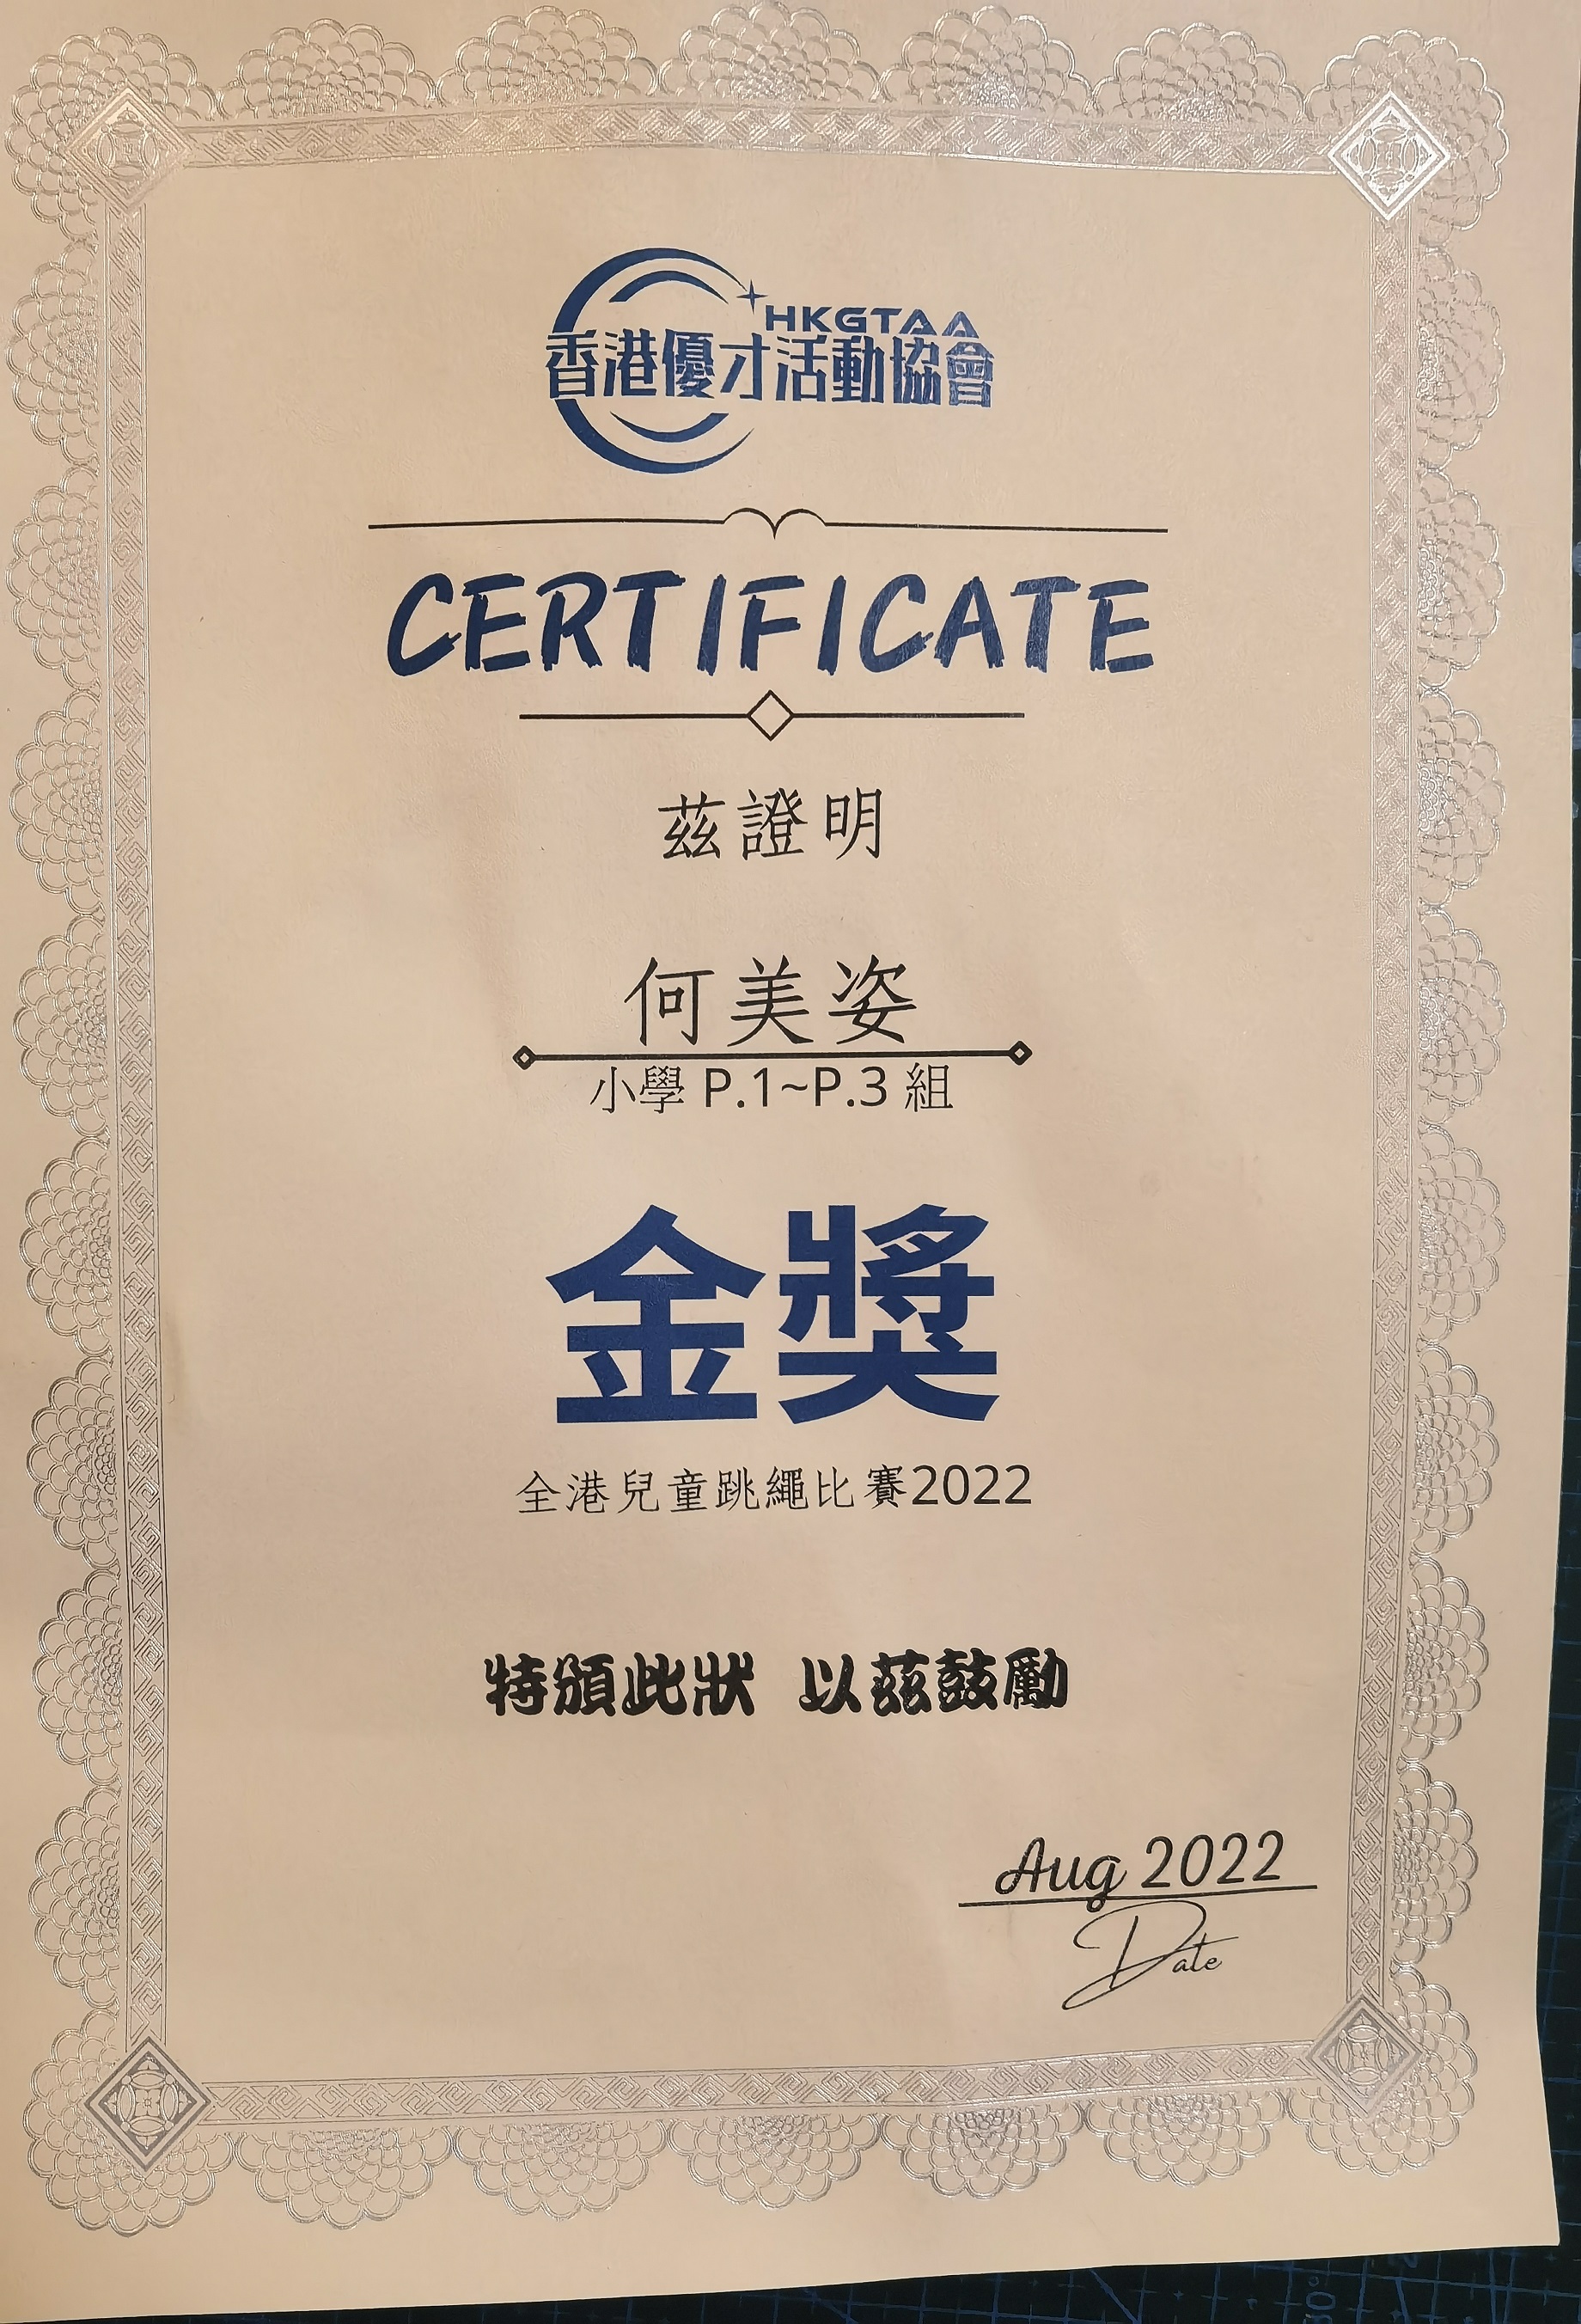 HKGTAA
香港優才活動協會
CERTIFICATE
茲證明
何美姿
小學 P.1~P.3 組
金獎
全港兒童跳繩比賽2022
特頒此狀 以茲鼓勵
Aug 2022
Date